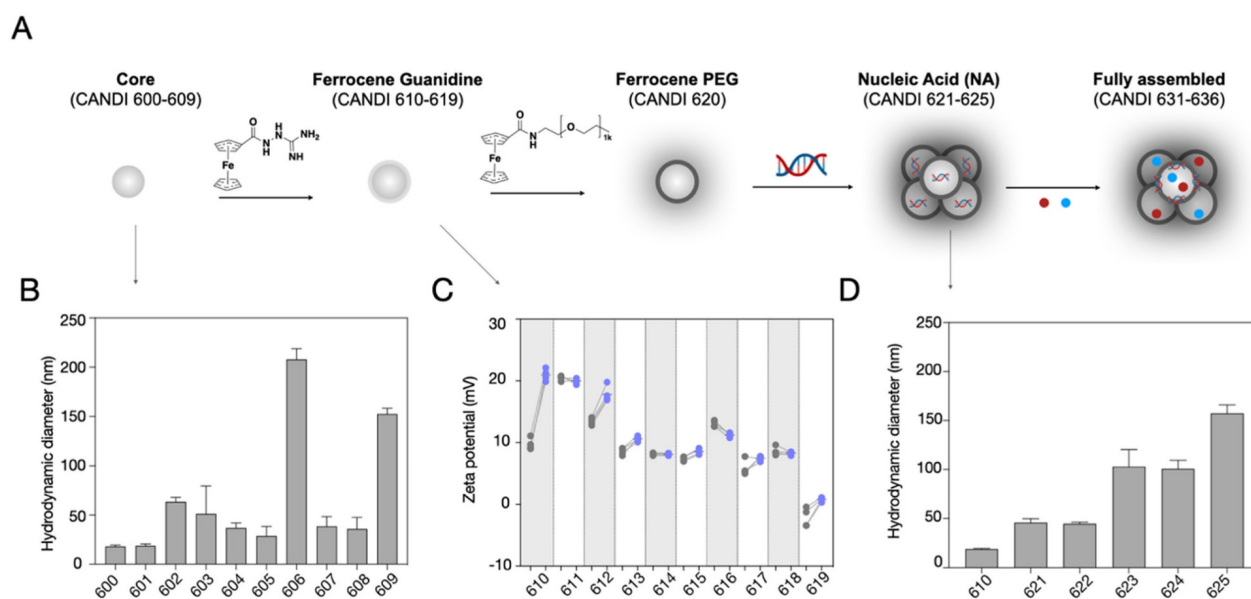 A
Core
(CANDI 600-609)
Ferrocene Guanidine
(CANDI 610-619)
Ferrocene PEG
(CANDI 620)
Nucleic Acid (NA)
(CANDI 621-625)
Fully assembled
(CANDI 631-636)
O
H
N
N
H
NH2
NH
Fe
O
N
H
O
1k
Fe
B
Hydrodynamic diameter (nm)
250
200
150
100
50
0
600 601 602 603 604 605 606 607 608 609
C
Zeta potential (mV)
30
20
10
0
-10
610 611 612 613 614 615 616 617 618 619
D
Hydrodynamic diameter (nm)
250
200
150
100
50
0
610 621 622 623 624 625